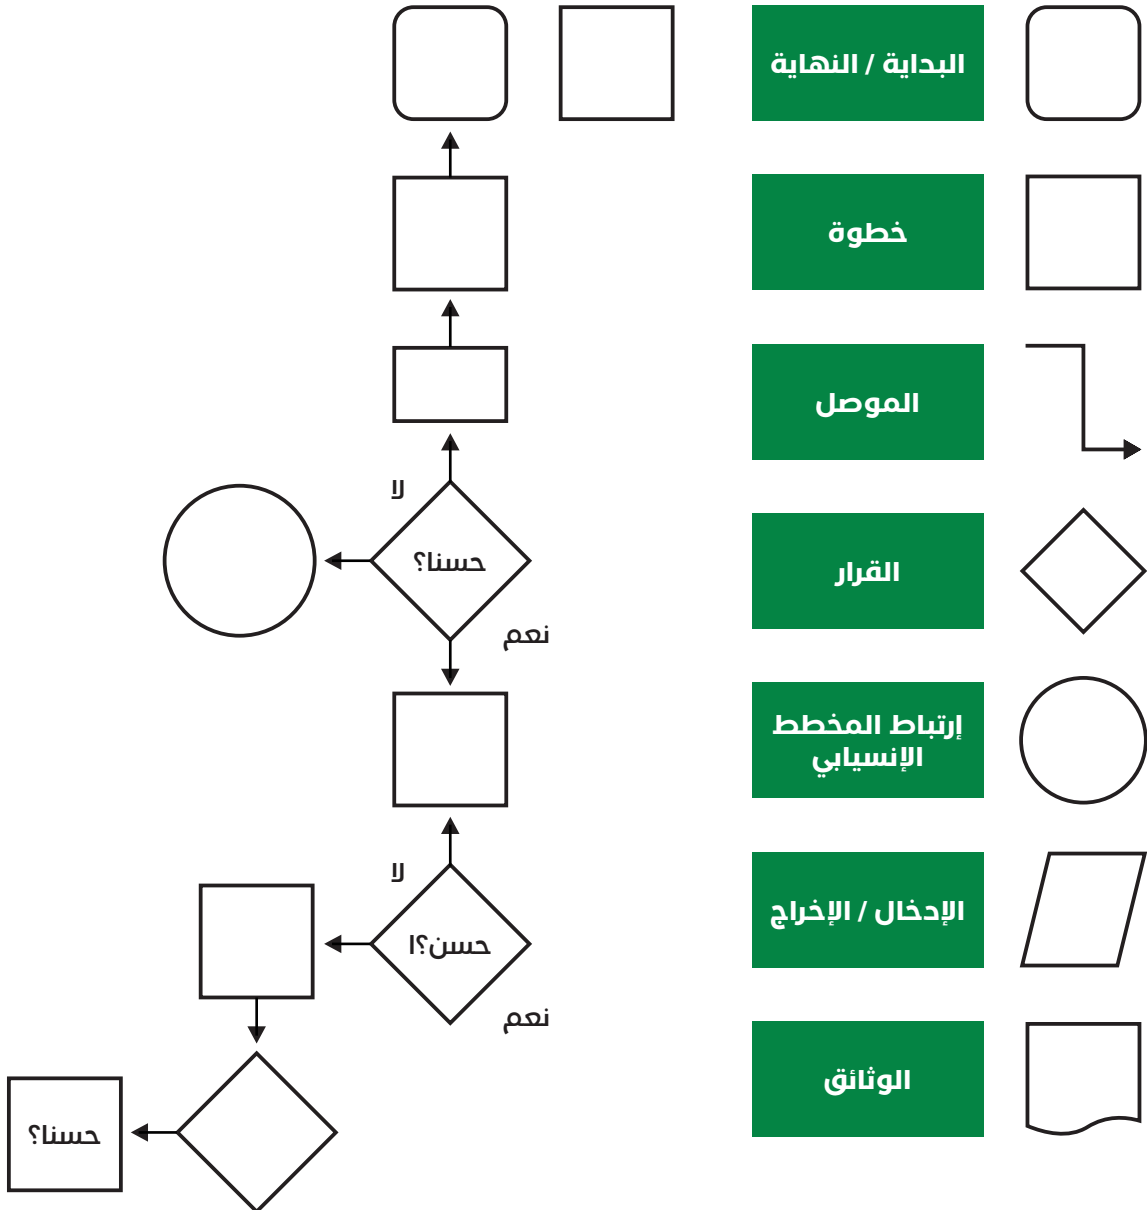 البداية / النهاية
خطوة
الموصل
القرار
إرتباط المخطط
الإنسيابي
الإدخال / الإخراج
الوثائق
لا
حسنا؟
نعم
لا
حسن؟ا
نعم
حسنا؟